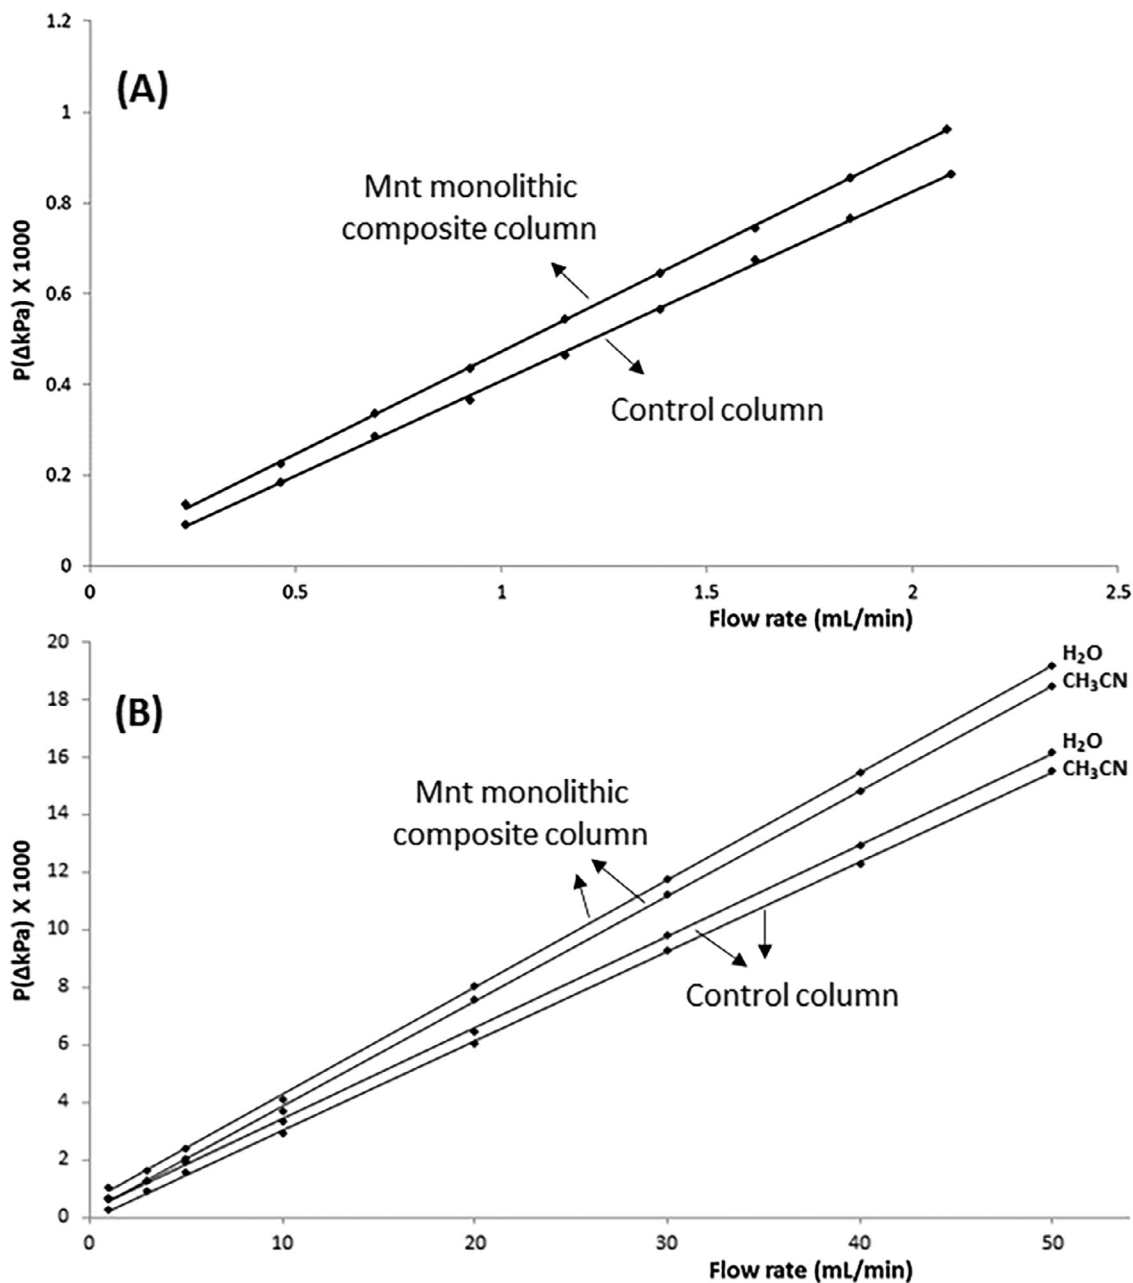 1.2
(A)
1
Mnt monolithic
composite column
0.8
P(ΔkPa) X 1000
0.6
0.4
Control column
0.2
0
0 0.5 1 1.5 2 2.5
Flow rate (mL/min)
20
H₂O
CH₃CN
18
(B)
H₂O
16
CH₃CN
Mnt monolithic
composite column
14
12
P(ΔkPa) X 1000
10
Control column
8
6
4
2
0
0 10 20 30 40 50
Flow rate (mL/min)